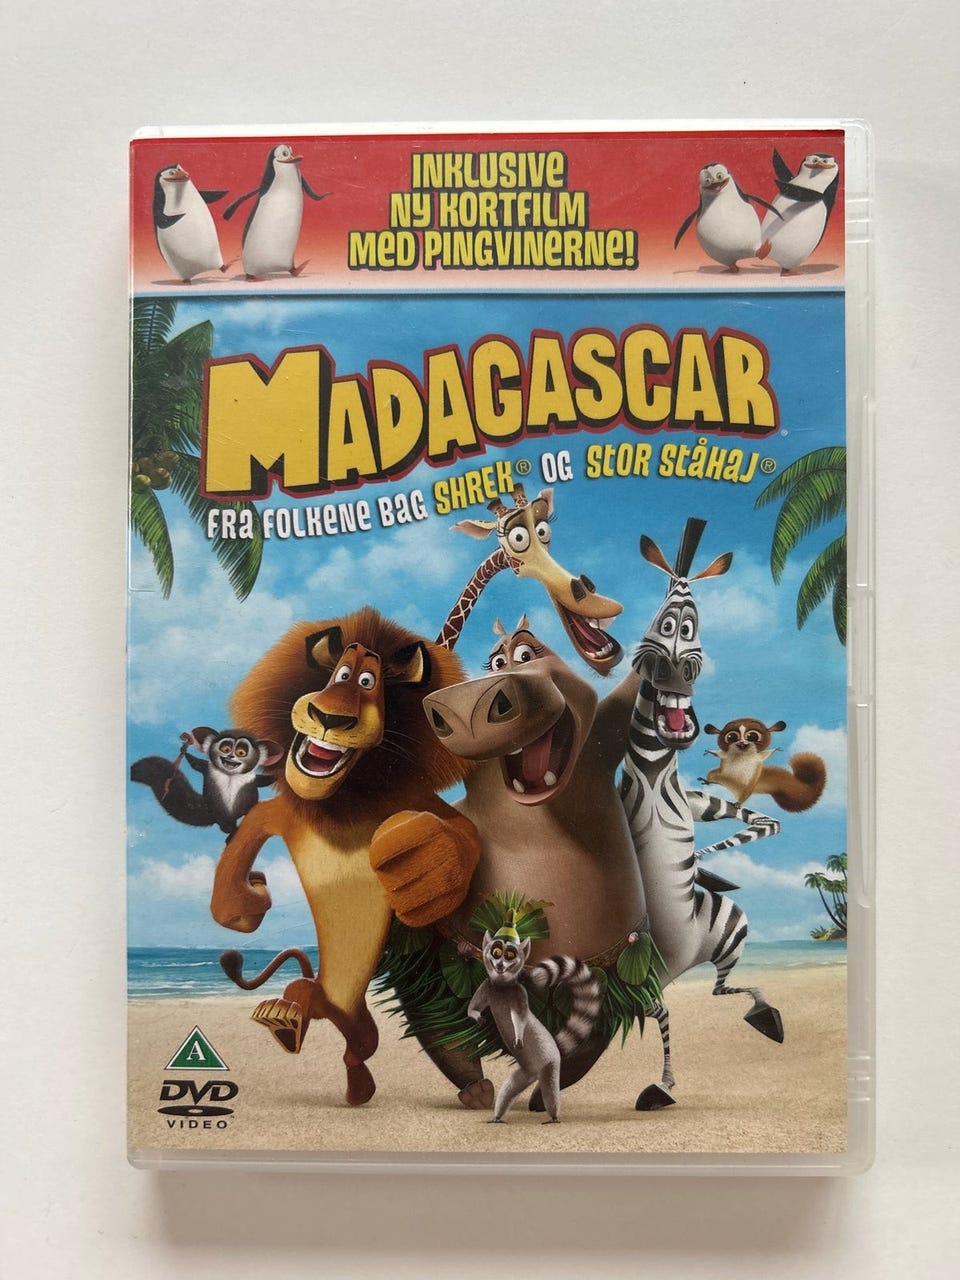 INKLUSIVE
NY KORTFILM
MED PINGVINERNE!
MADAGASCAR®
FRA FOLKENE BAG SHREK® OG STOR STÅHAJ®
A
DVD
VIDEO